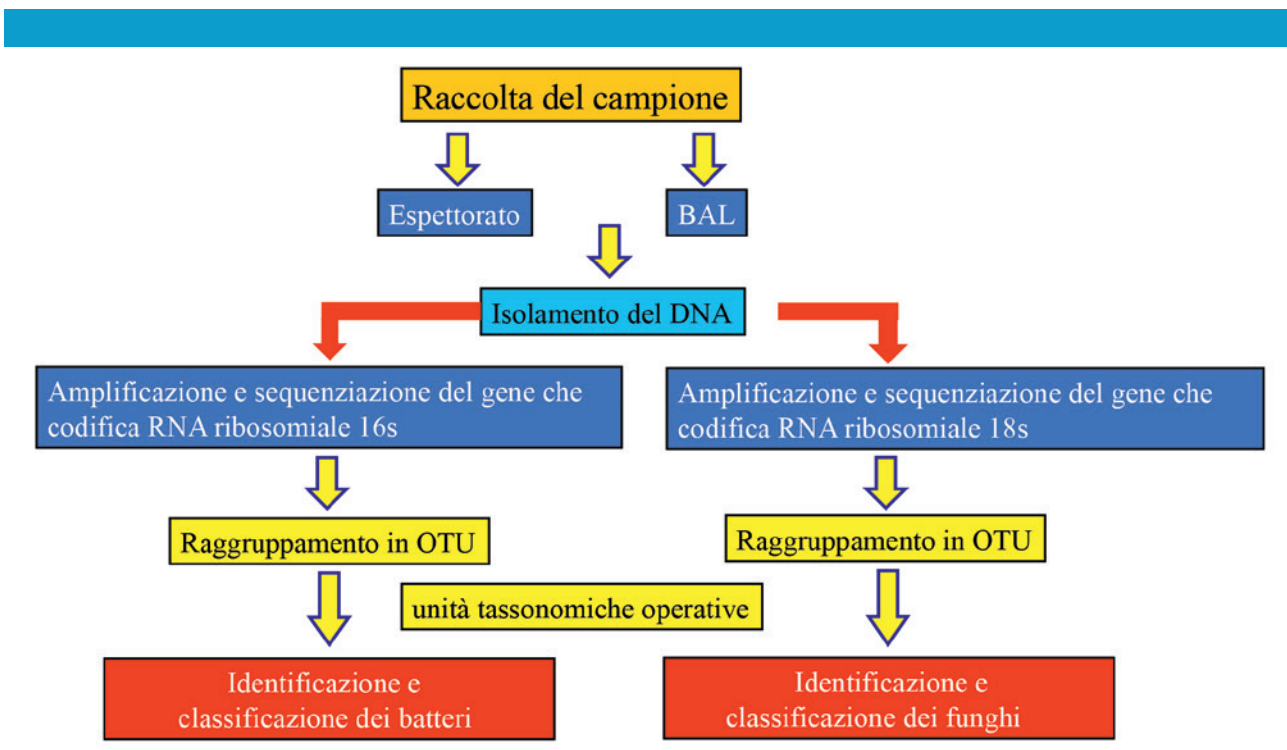 Raccolta del campione
Espettorato
BAL
Isolamento del DNA
Amplificazione e sequenziazione del gene che
codifica RNA ribosomiale 16s
Amplificazione e sequenziazione del gene che
codifica RNA ribosomiale 18s
Raggruppamento in OTU
Raggruppamento in OTU
unità tassonomiche operative
Identificazione e
classificazione dei batteri
Identificazione e
classificazione dei funghi